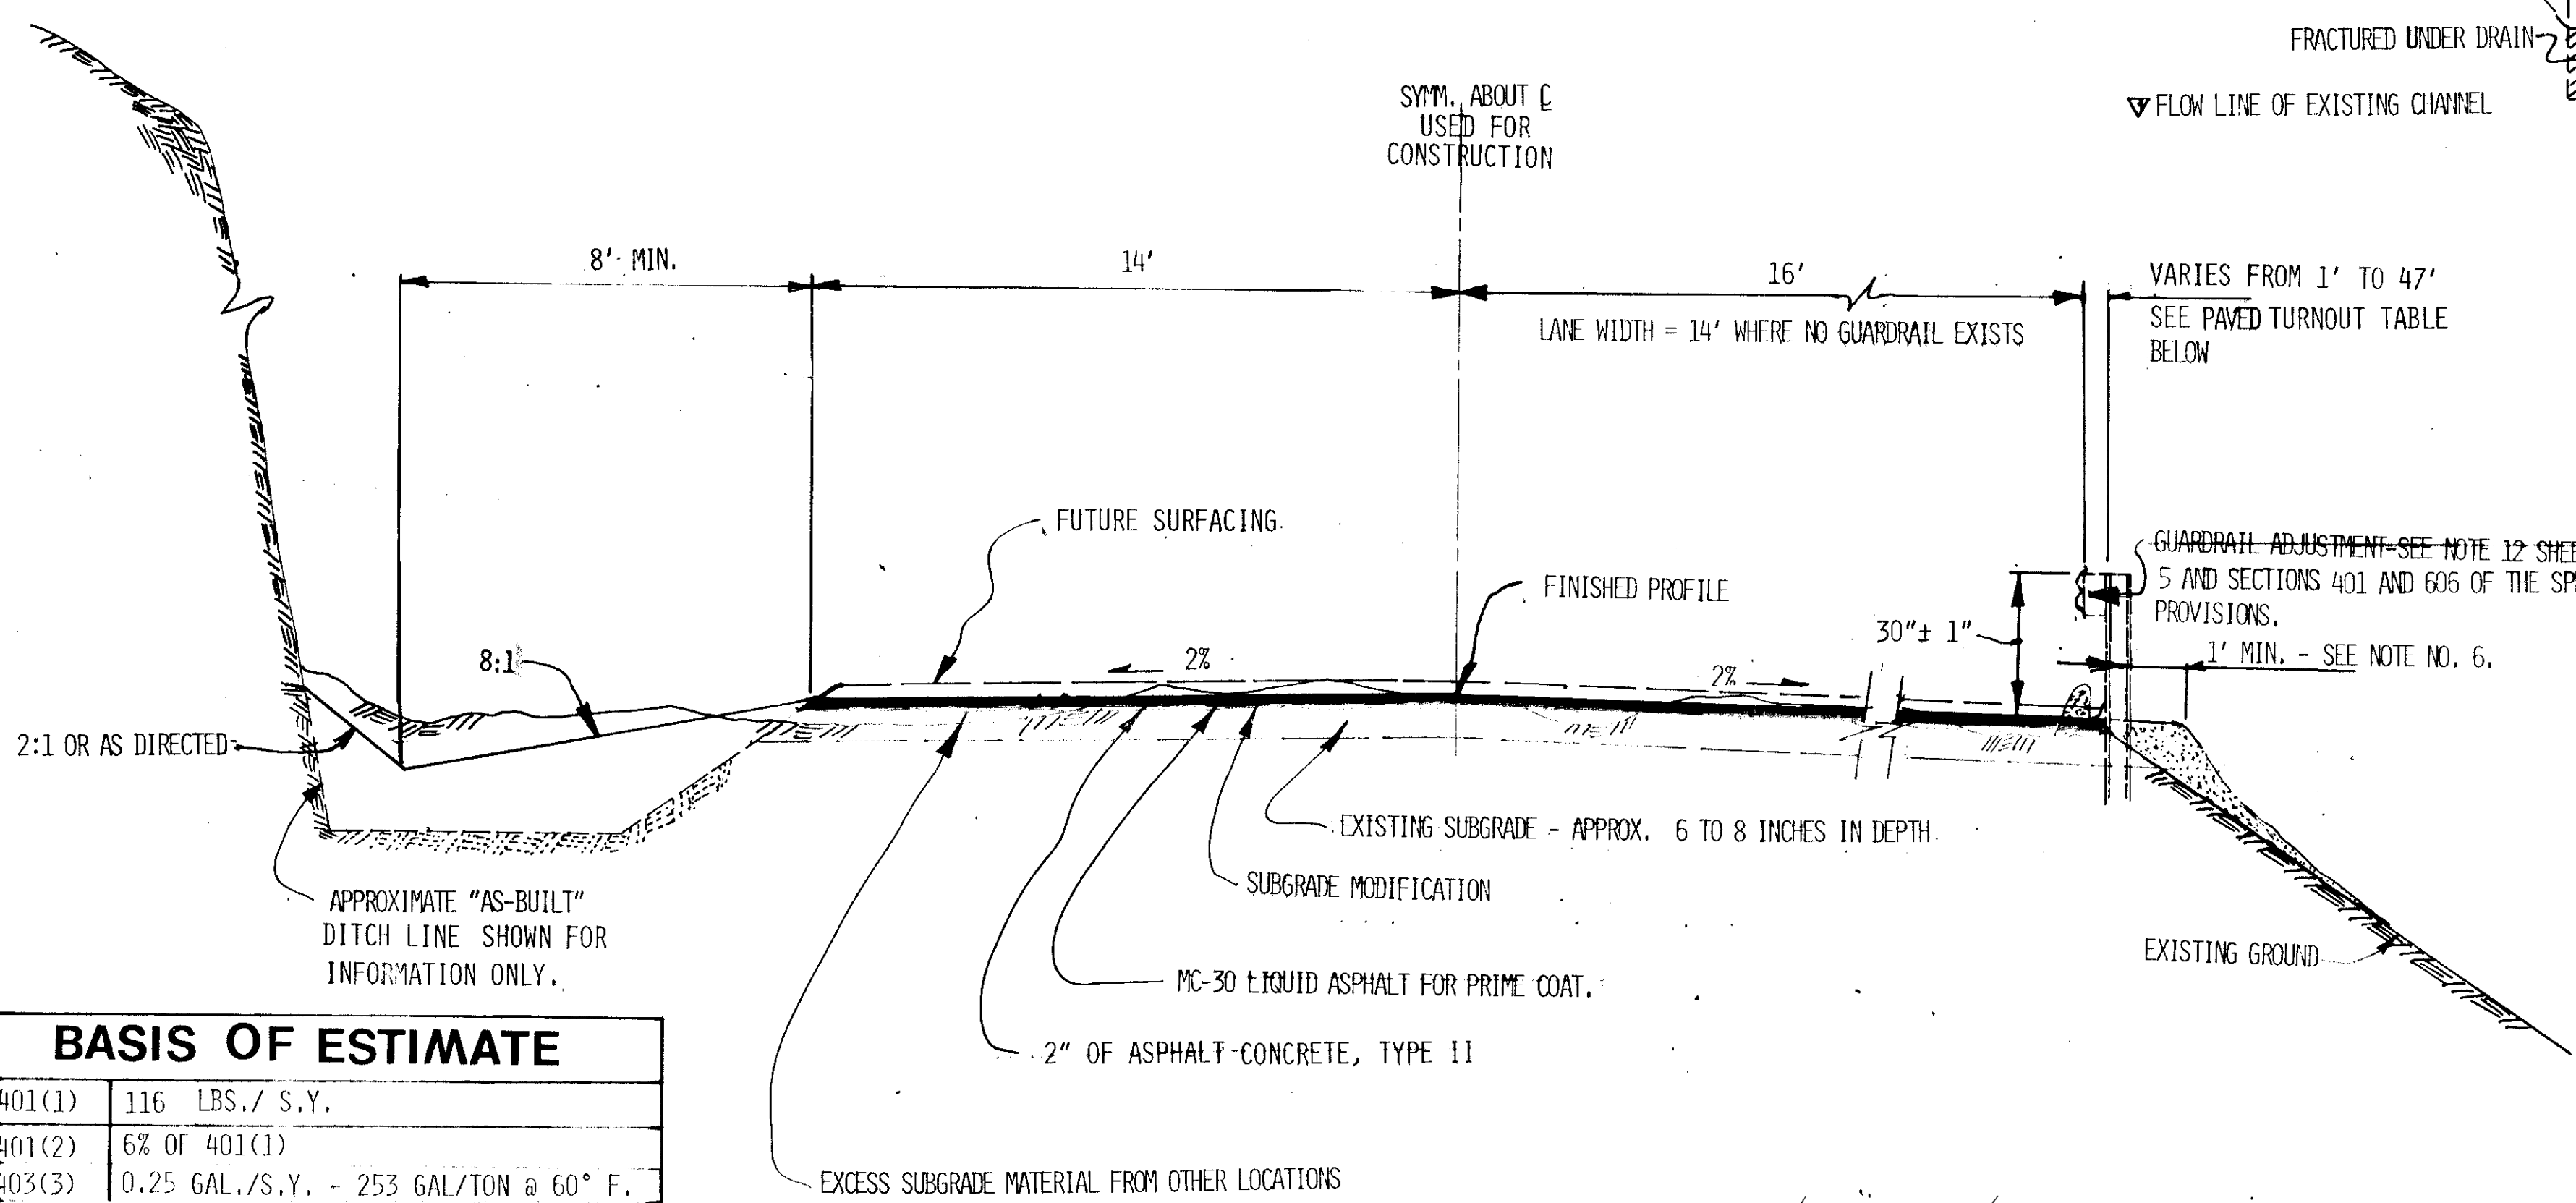 FRACTURED UNDER DRAIN
FLOW LINE OF EXISTING CHANNEL
SYMM. ABOUT ℄
USED FOR
CONSTRUCTION
8' MIN.
14'
16'
VARIES FROM 1' TO 47'
SEE PAVED TURNOUT TABLE
BELOW
LANE WIDTH = 14' WHERE NO GUARDRAIL EXISTS
FUTURE SURFACING
FINISHED PROFILE
GUARDRAIL ADJUSTMENT-SEE NOTE 12
5 AND SECTIONS 401 AND 606 OF THE
PROVISIONS.
30"± 1"
1' MIN. - SEE NOTE NO. 6.
8:1
2%
2%
2:1 OR AS DIRECTED
EXISTING SUBGRADE - APPROX. 6 TO 8 INCHES IN DEPTH
SUBGRADE MODIFICATION
APPROXIMATE "AS-BUILT"
DITCH LINE SHOWN FOR
INFORMATION ONLY.
EXISTING GROUND
MC-30 LIQUID ASPHALT FOR PRIME COAT.
2" OF ASPHALT-CONCRETE, TYPE II
EXCESS SUBGRADE MATERIAL FROM OTHER LOCATIONS
BASIS OF ESTIMATE
401(1) 116 LBS./ S.Y.
401(2) 6% OF 401(1)
403(3) 0.25 GAL./S.Y. - 253 GAL/TON @ 60° F.